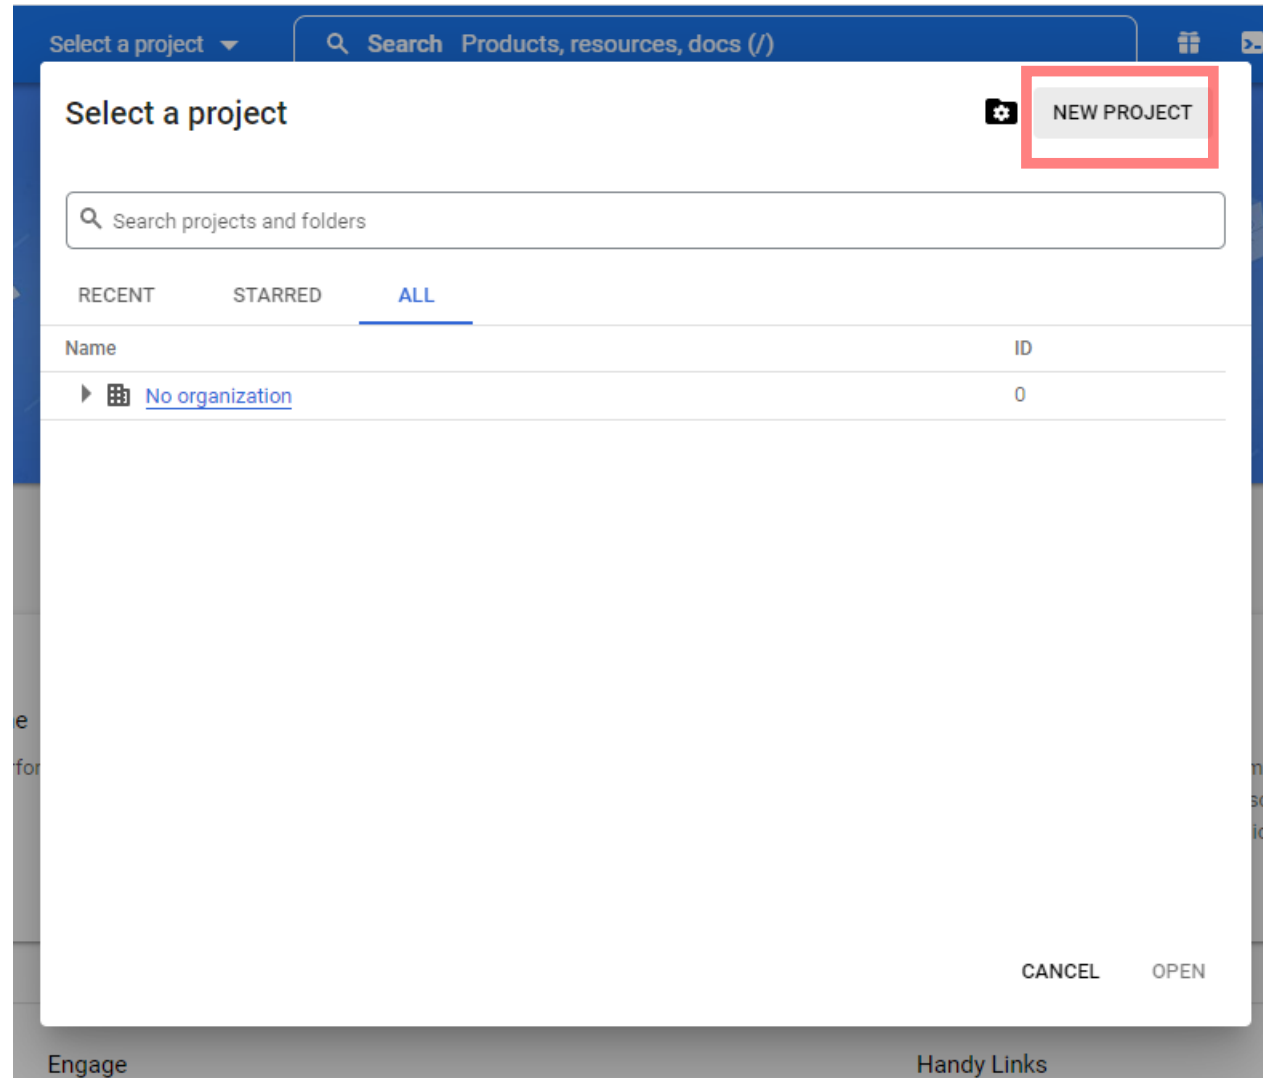 Select a project
Search Products, resources, docs (/)
Select a project
NEW PROJECT
Search projects and folders
RECENT STARRED ALL
Name ID
No organization 0
CANCEL OPEN
Engage Handy Links